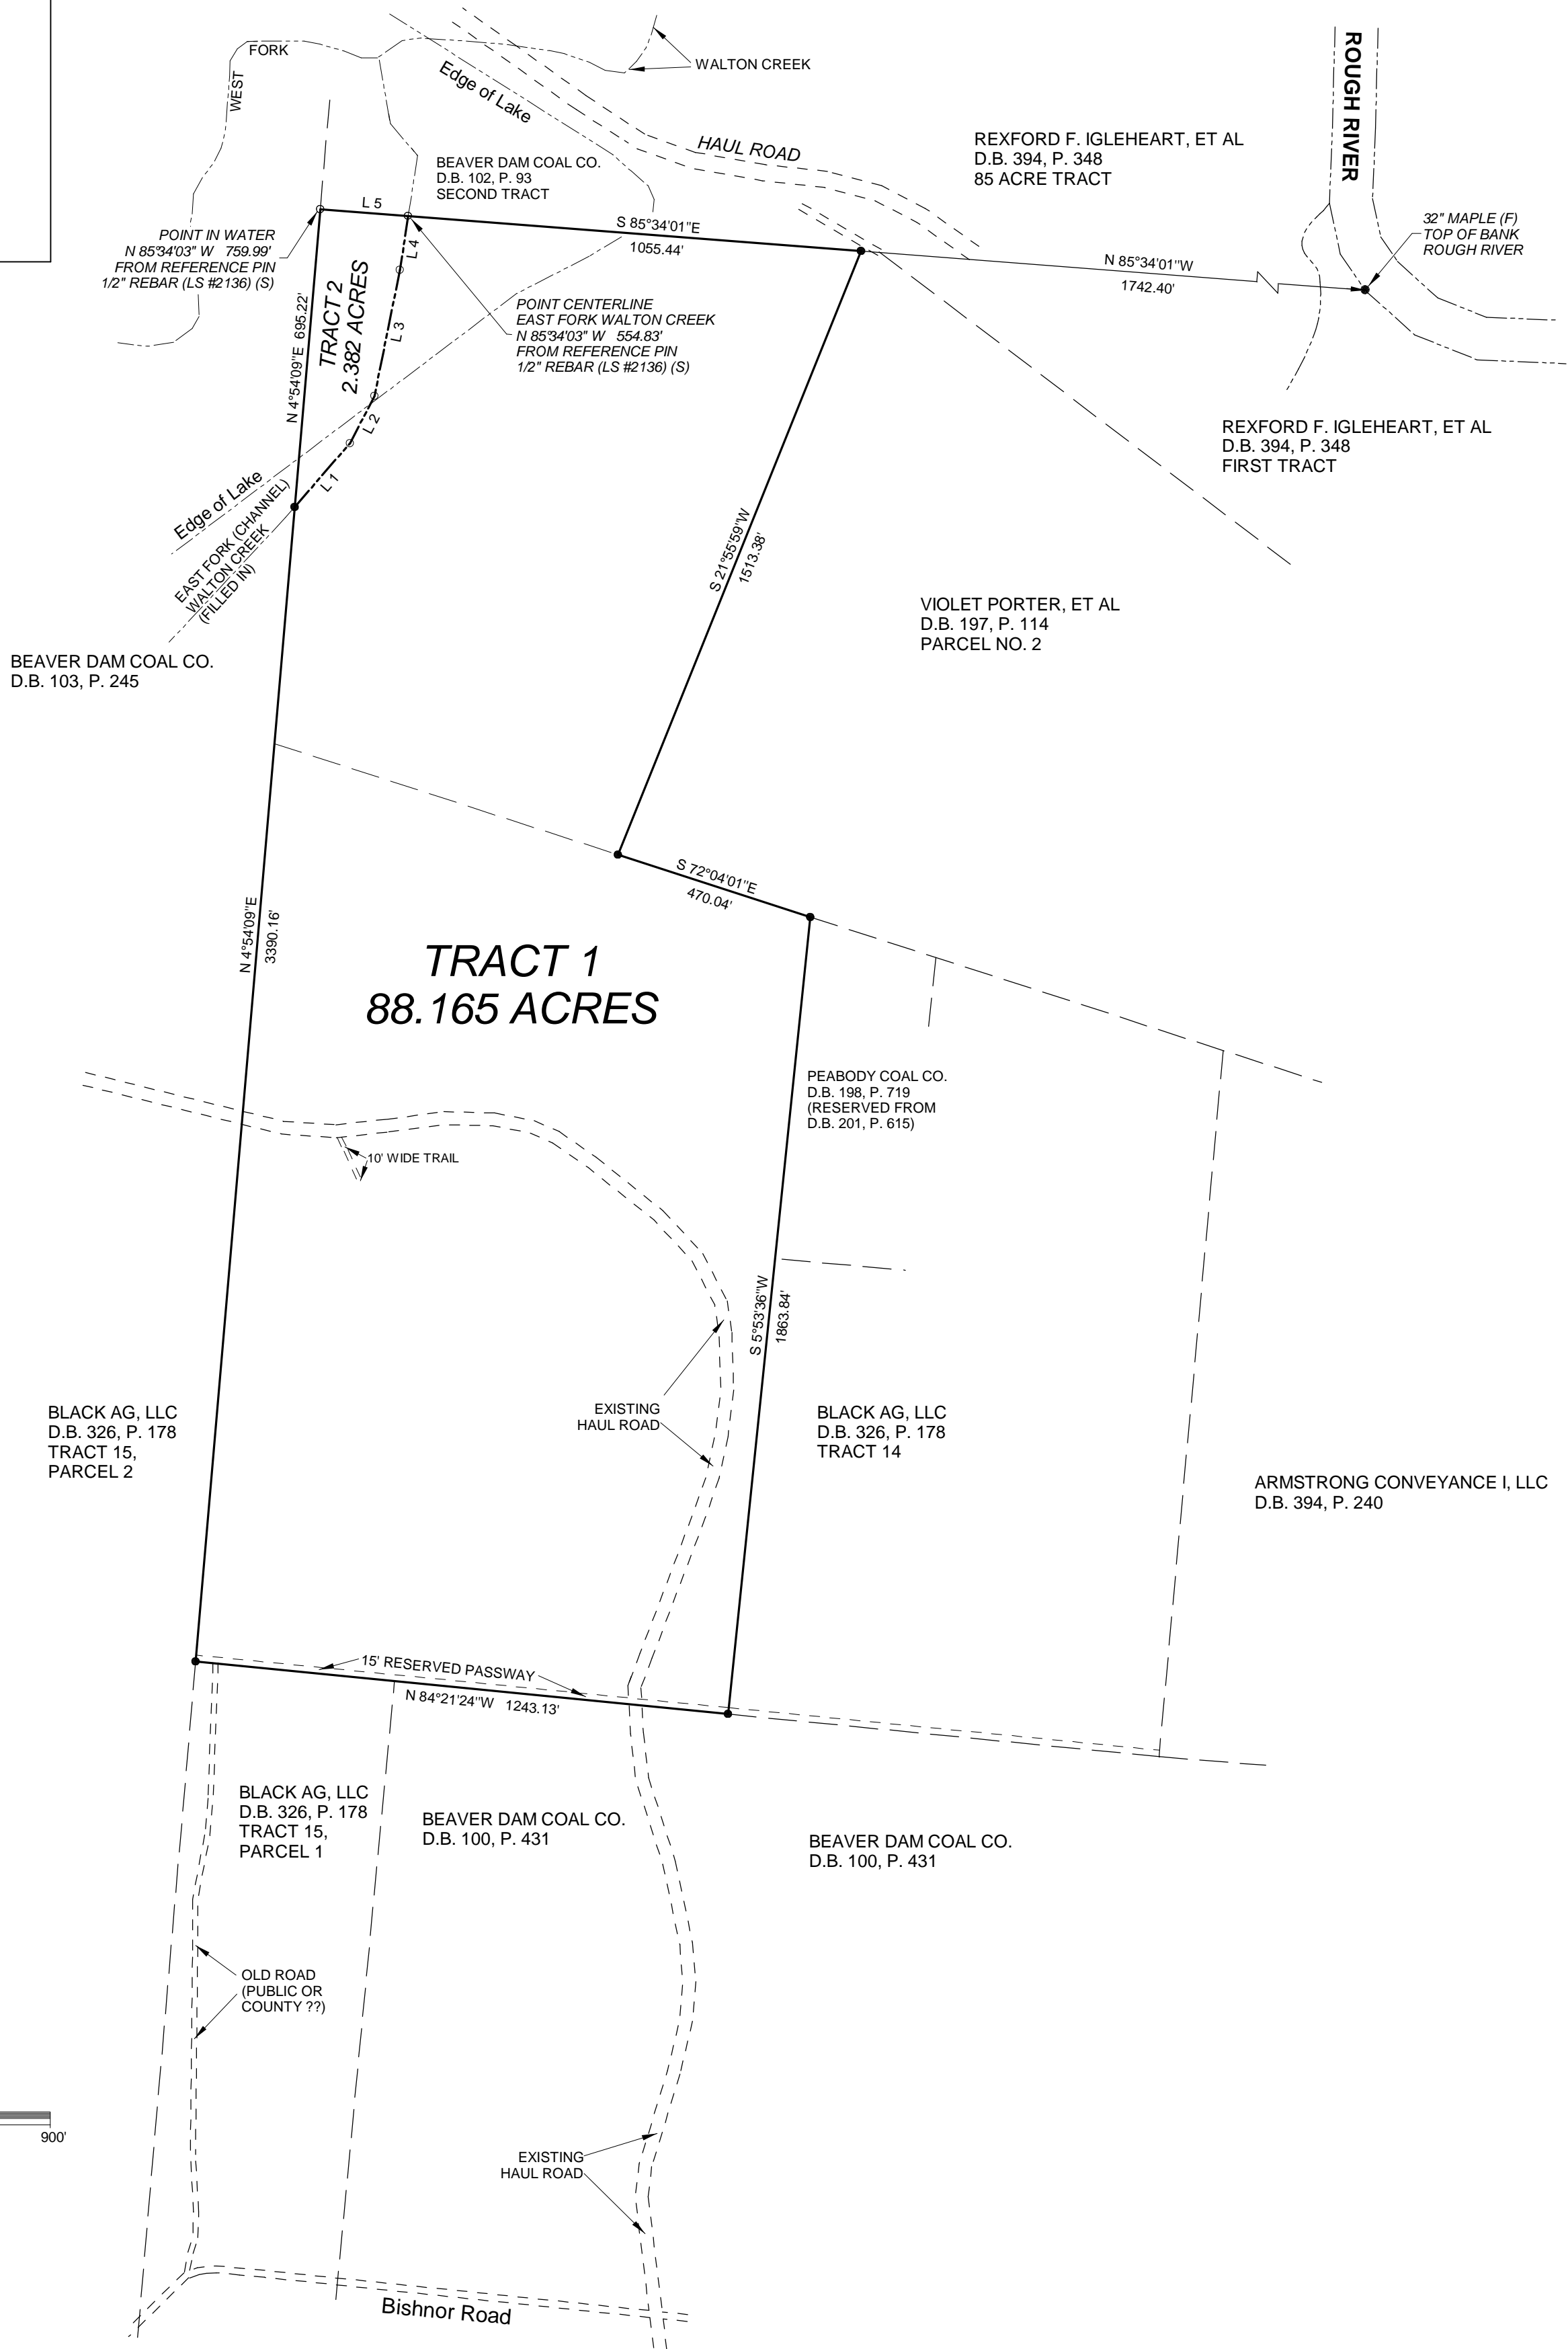 FORK
WEST
WALTON CREEK
Edge of Lake
HAUL ROAD
ROUGH RIVER
REXFORD F. IGLEHEART, ET AL
D.B. 394, P. 348
85 ACRE TRACT
BEAVER DAM COAL CO.
D.B. 102, P. 93
SECOND TRACT
32" MAPLE (F)
TOP OF BANK
ROUGH RIVER
L 5
S 85°34'01"E
1055.44'
POINT IN WATER
N 85°34'03" W 759.99'
FROM REFERENCE PIN
1/2" REBAR (LS #2136) (S)
L 4
N 85°34'01"W
1742.40'
TRACT 2
2.382 ACRES
N 4°54'09"E 695.22'
POINT CENTERLINE
EAST FORK WALTON CREEK
N 85°34'03" W 554.83'
FROM REFERENCE PIN
1/2" REBAR (LS #2136) (S)
L 3
L 2
L 1
REXFORD F. IGLEHEART, ET AL
D.B. 394, P. 348
FIRST TRACT
Edge of Lake
EAST FORK (CHANNEL)
WALTON CREEK
(FILLED IN)
S 21°55'59"W
1513.38'
VIOLET PORTER, ET AL
D.B. 197, P. 114
PARCEL NO. 2
BEAVER DAM COAL CO.
D.B. 103, P. 245
S 72°04'01"E
470.04'
N 4°54'09"E
3390.16'
TRACT 1
88.165 ACRES
PEABODY COAL CO.
D.B. 198, P. 719
(RESERVED FROM
D.B. 201, P. 615)
10' WIDE TRAIL
S 5°53'36"W
1863.84'
EXISTING
HAUL ROAD
BLACK AG, LLC
D.B. 326, P. 178
TRACT 15,
PARCEL 2
BLACK AG, LLC
D.B. 326, P. 178
TRACT 14
ARMSTRONG CONVEYANCE I, LLC
D.B. 394, P. 240
15' RESERVED PASSWAY
N 84°21'24"W 1243.13'
BLACK AG, LLC
D.B. 326, P. 178
TRACT 15,
PARCEL 1
BEAVER DAM COAL CO.
D.B. 100, P. 431
BEAVER DAM COAL CO.
D.B. 100, P. 431
OLD ROAD
(PUBLIC OR
COUNTY ??)
900'
EXISTING
HAUL ROAD
Bishnor Road